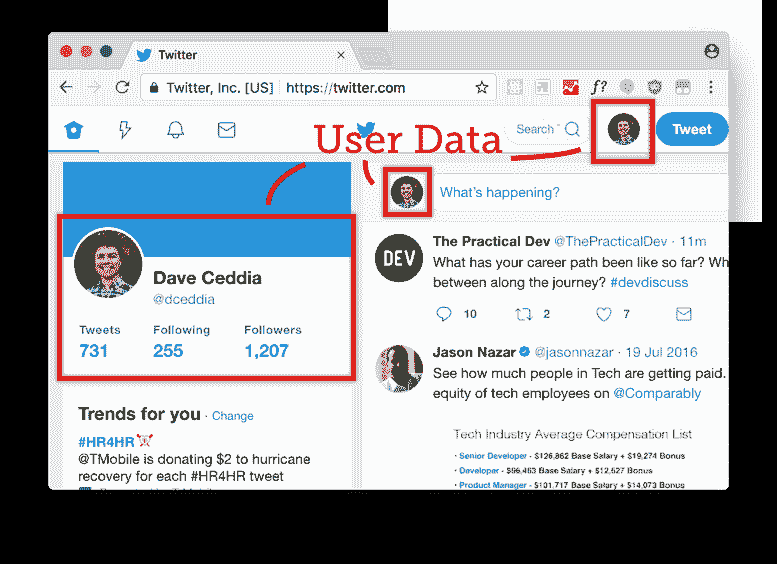 Twitter
Twitter, Inc. [US] https://twitter.com
f?
Search
Tweet
User Data
What's happening?
Dave Ceddia
@dceddia
Tweets Following Followers
731 255 1,207
Trends for you · Change
#HR4HR
@TMobile is donating $2 to hurricane
recovery for each #HR4HR tweet
DEV
The Practical Dev @ThePracticalDev · 11m
What has your career path been like so far? Wh
between along the journey? #devdiscuss
10 2 7
Jason Nazar @jasonnazar · 19 Jul 2016
See how much people in Tech are getting paid.
equity of tech employees on @Comparably
Tech Industry Average Compensation List
• Senior Developer - $126,862 Base Salary + $19,274 Bonus
• Developer - $96,463 Base Salary + $12,527 Bonus
• Product Manager - $101,717 Base Salary + $14,073 Bonus